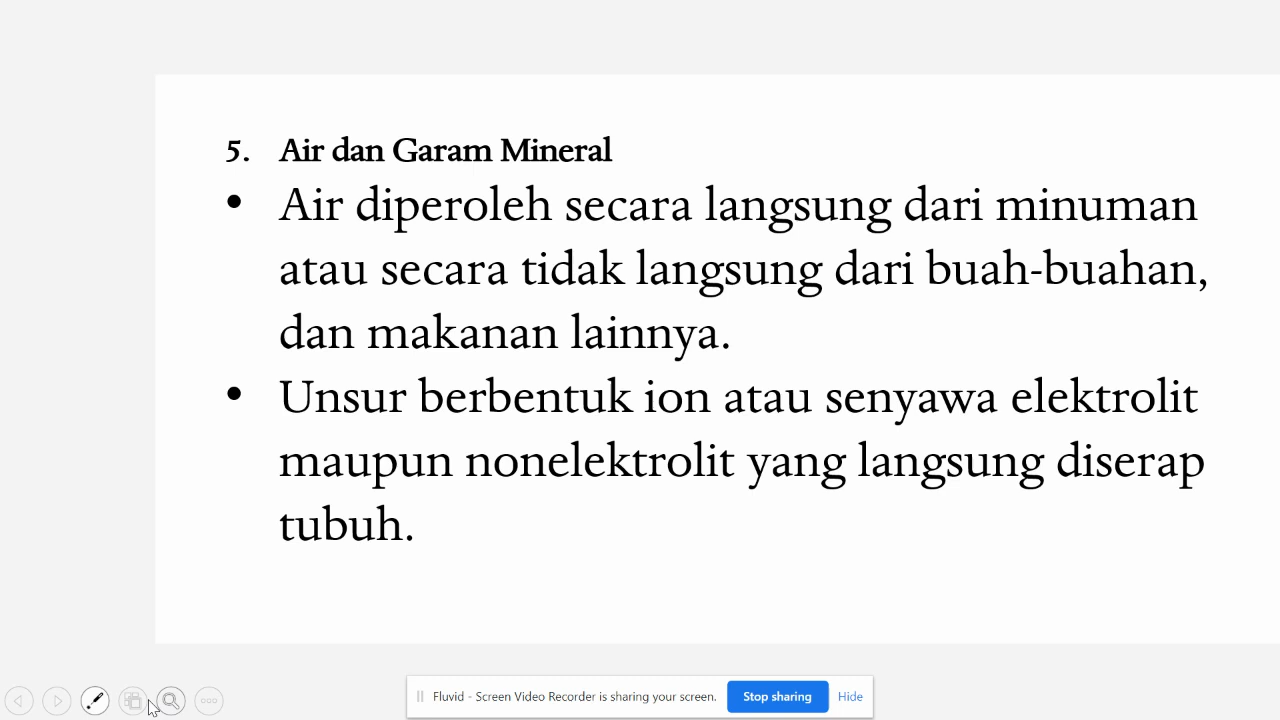 5. Air dan Garam Mineral
• Air diperoleh secara langsung dari minuman
atau secara tidak langsung dari buah-buahan,
dan makanan lainnya.
• Unsur berbentuk ion atau senyawa elektrolit
maupun nonelektrolit yang langsung diserap
tubuh.
Fluvid - Screen Video Recorder is sharing your screen. Stop sharing Hide